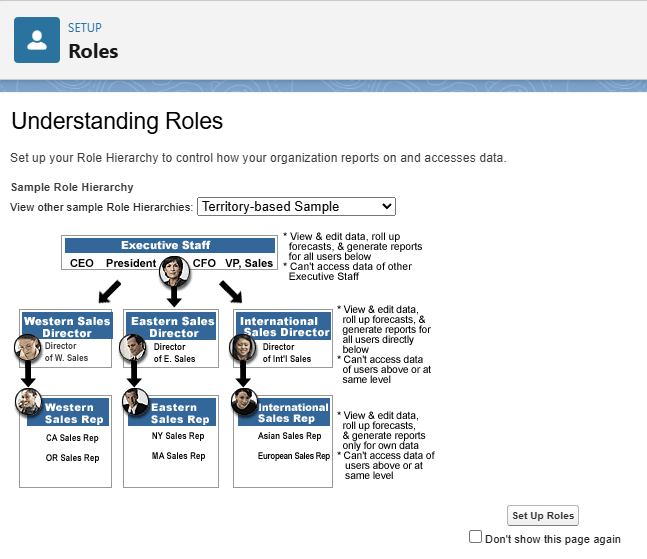 SETUP
Roles
Understanding Roles
Set up your Role Hierarchy to control how your organization reports on and accesses data.
Sample Role Hierarchy
View other sample Role Hierarchies: Territory-based Sample
Executive Staff
CEO President CFO VP, Sales
* View & edit data, roll up
forecasts, & generate reports
for all users below
* Can't access data of other
Executive Staff
Western Sales
Director
Director
of W. Sales
Eastern Sales
Director
Director
of E. Sales
International
Sales Director
Director
of Int'l Sales
* View & edit data,
roll up forecasts, &
generate reports for
all users directly
below
* Can't access data
of users above or at
same level
Western
Sales Rep
CA Sales Rep
OR Sales Rep
Eastern
Sales Rep
NY Sales Rep
MA Sales Rep
International
Sales Rep
Asian Sales Rep
European Sales Rep
* View & edit data,
roll up forecasts,
& generate reports
only for own data
* Can't access data of
users above or at
same level
Set Up Roles
Don't show this page again